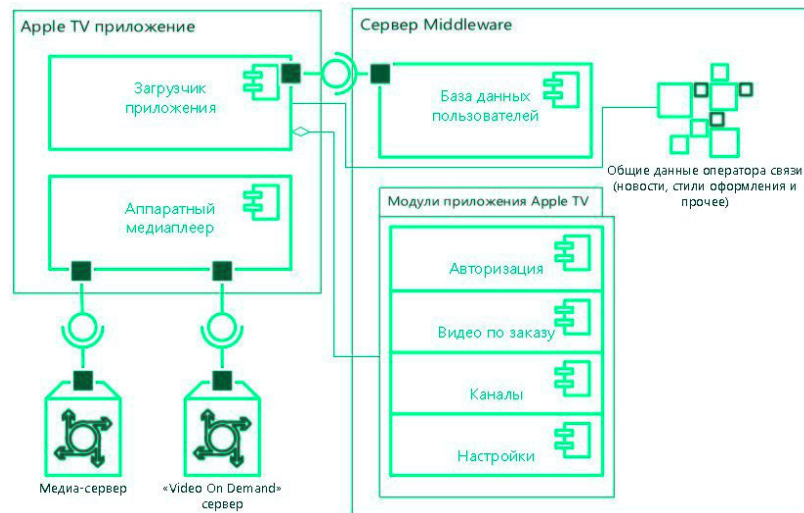 Apple TV приложение
Сервер Middleware
Загрузчик
приложения
База данных
пользователей
Общие данные оператора связи
(новости, стили оформления и
прочее)
Аппаратный
медиаплеер
Модули приложения Apple TV
Авторизация
Видео по заказу
Каналы
Настройки
Медиа-сервер
«Video On Demand»
сервер